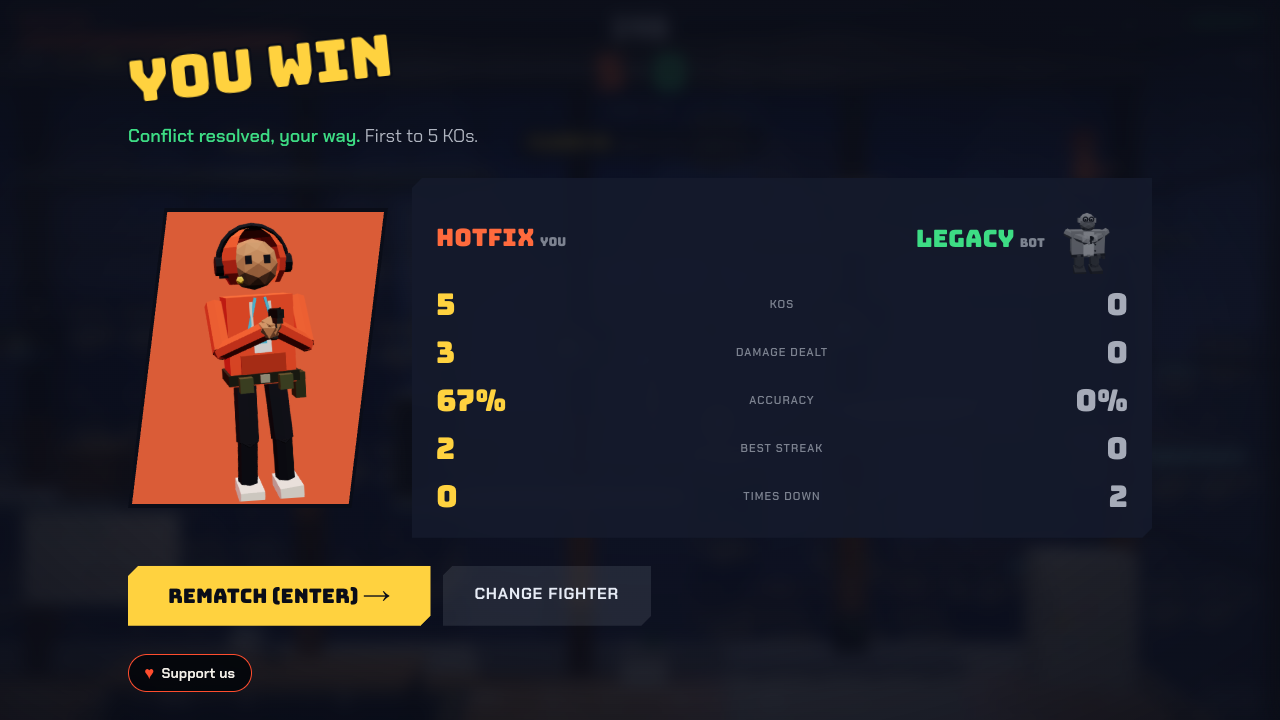 YOU WIN
Conflict resolved, your way. First to 5 KOs.
HOTFIX YOU
LEGACY BOT
5 KOS 0
3 DAMAGE DEALT 0
67% ACCURACY 0%
2 BEST STREAK 0
0 TIMES DOWN 2
REMATCH (ENTER) →
CHANGE FIGHTER
♥ Support us